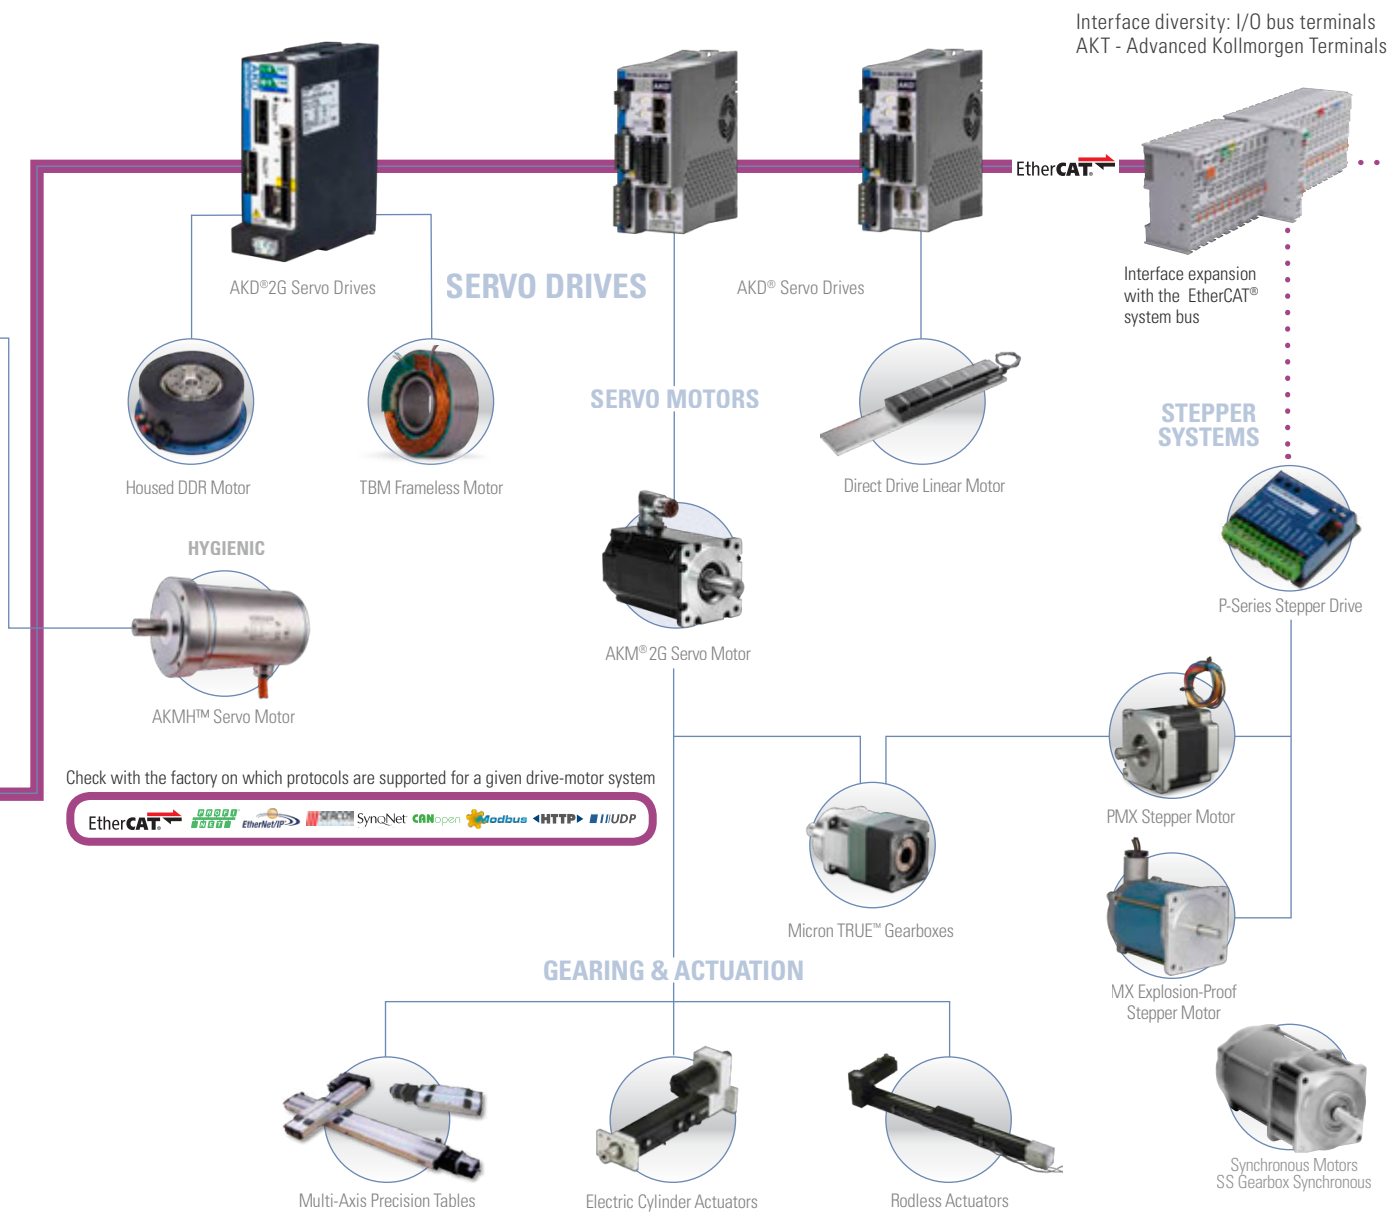 Interface diversity: I/O bus terminals
AKT - Advanced Kollmorgen Terminals
EtherCAT®
AKD®2G Servo Drives
SERVO DRIVES
AKD® Servo Drives
Interface expansion
with the EtherCAT®
system bus
SERVO MOTORS
STEPPER
SYSTEMS
Housed DDR Motor
TBM Frameless Motor
Direct Drive Linear Motor
HYGIENIC
P-Series Stepper Drive
AKM®2G Servo Motor
AKMH™ Servo Motor
Check with the factory on which protocols are supported for a given drive-motor system
EtherCAT® PROFINET EtherNet/IP SERCOS SynqNet CANopen Modbus HTTP UDP
PMX Stepper Motor
Micron TRUE™ Gearboxes
GEARING & ACTUATION
MX Explosion-Proof
Stepper Motor
Synchronous Motors
SS Gearbox Synchronous
Multi-Axis Precision Tables
Electric Cylinder Actuators
Rodless Actuators